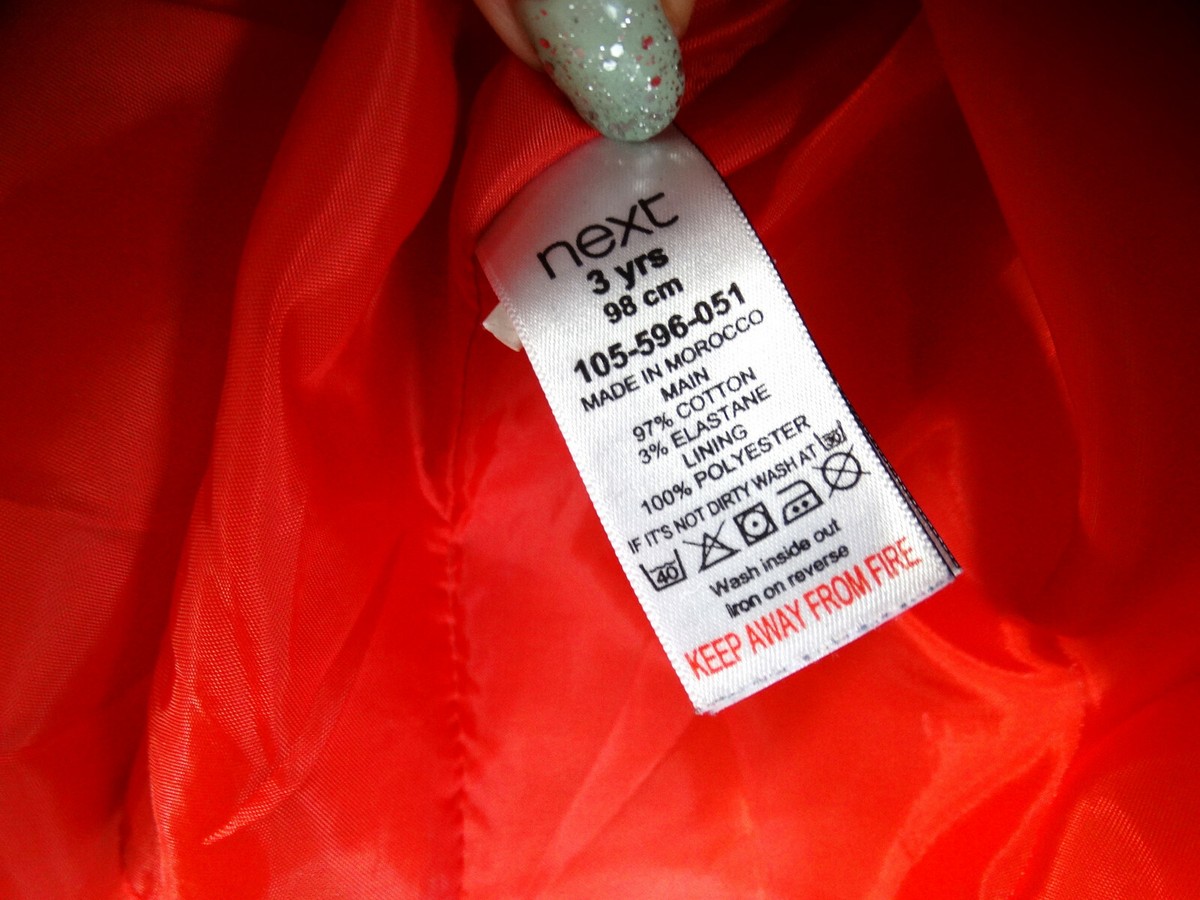 next
3 yrs
98 cm
105-596-051
MADE IN MOROCCO
MAIN
97% COTTON
3% ELASTANE
LINING
100% POLYESTER
IF IT'S NOT DIRTY WASH AT 30
40
Wash inside out
Iron on reverse
KEEP AWAY FROM FIRE